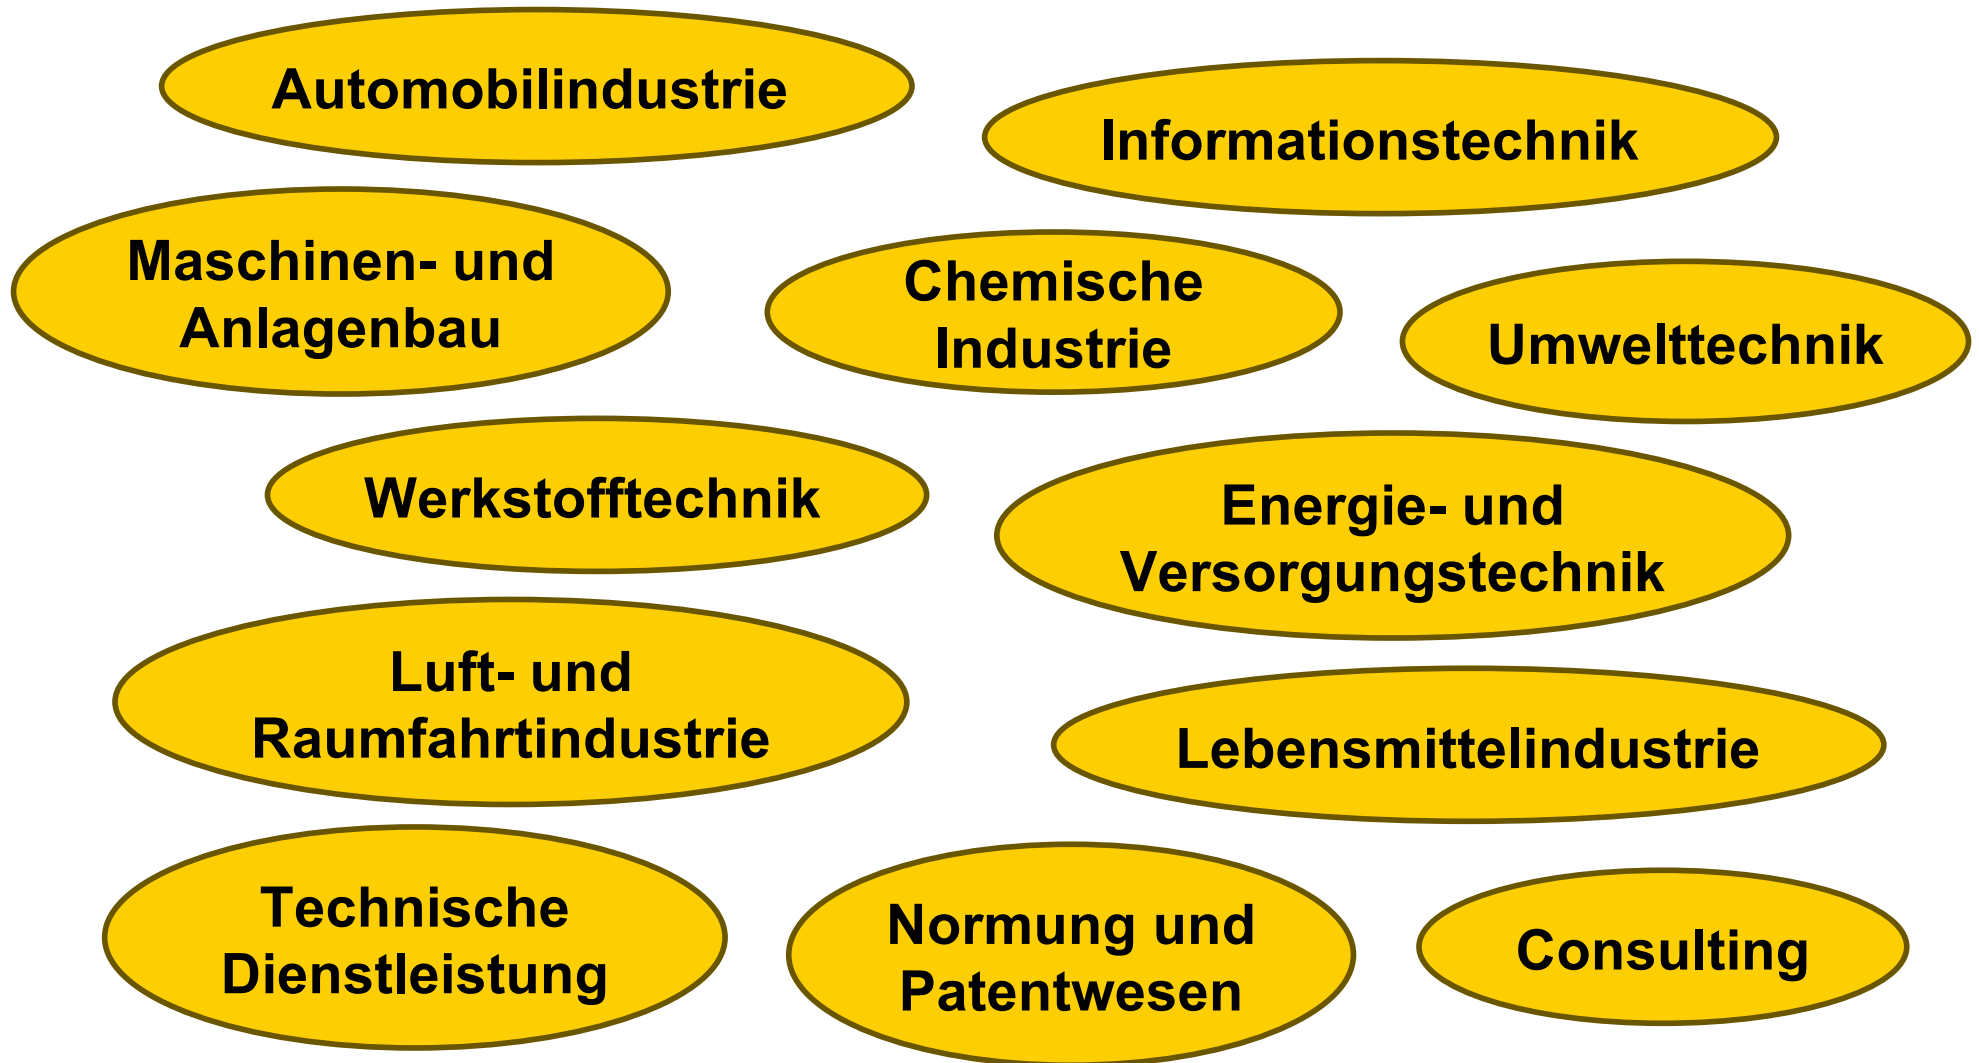 Automobilindustrie
Informationstechnik
Maschinen- und
Anlagenbau
Chemische
Industrie
Umwelttechnik
Werkstofftechnik
Energie- und
Versorgungstechnik
Luft- und
Raumfahrtindustrie
Lebensmittelindustrie
Technische
Dienstleistung
Normung und
Patentwesen
Consulting